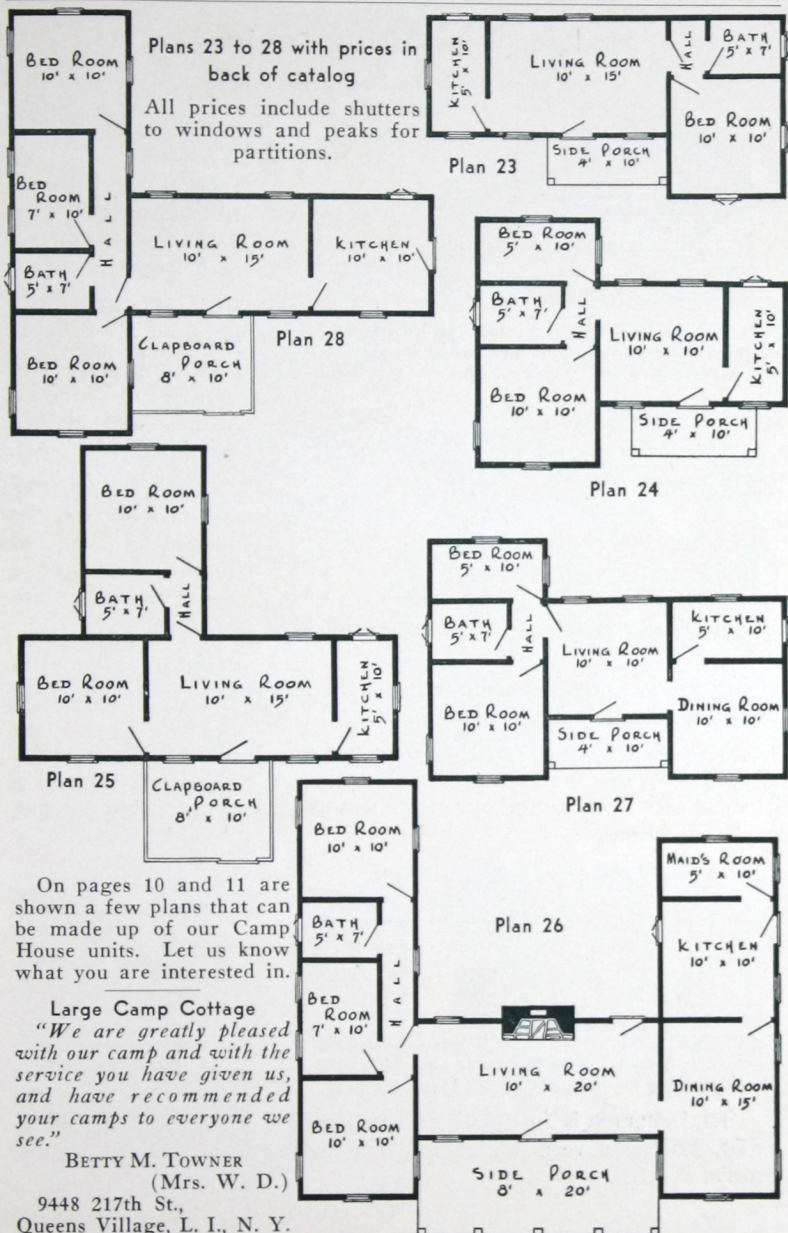 Plans 23 to 28 with prices in
back of catalog
All prices include shutters
to windows and peaks for
partitions.
BED ROOM
10' x 10'
BED
ROOM
7' x 10'
HALL
BATH
5' x 7'
BED ROOM
10' x 10'
LIVING ROOM
10' x 15'
KITCHEN
10' x 10'
CLAPBOARD
PORCH
8' x 10'
Plan 28
KITCHEN
5' x 10'
LIVING ROOM
10' x 15'
HALL
BATH
5' x 7'
BED ROOM
10' x 10'
SIDE PORCH
4' x 10'
Plan 23
BED ROOM
5' x 10'
BATH
5' x 7'
HALL
BED ROOM
10' x 10'
LIVING ROOM
10' x 10'
KITCHEN
5' x 10'
SIDE PORCH
4' x 10'
Plan 24
BED ROOM
10' x 10'
BATH
5' x 7'
HALL
BED ROOM
10' x 10'
LIVING ROOM
10' x 15'
KITCHEN
5' x 10'
Plan 25
CLAPBOARD
PORCH
8' x 10'
BED ROOM
5' x 10'
BATH
5' x 7'
HALL
BED ROOM
10' x 10'
LIVING ROOM
10' x 10'
KITCHEN
5' x 10'
DINING ROOM
10' x 10'
SIDE PORCH
4' x 10'
Plan 27
BED ROOM
10' x 10'
BATH
5' x 7'
HALL
BED
ROOM
7' x 10'
BED ROOM
10' x 10'
Plan 26
LIVING ROOM
10' x 20'
MAID'S ROOM
5' x 10'
KITCHEN
10' x 10'
DINING ROOM
10' x 15'
SIDE PORCH
8' x 20'
On pages 10 and 11 are
shown a few plans that can
be made up of our Camp
House units. Let us know
what you are interested in.
Large Camp Cottage
"We are greatly pleased
with our camp and with the
service you have given us,
and have recommended
your camps to everyone we
see."
BETTY M. TOWNER
(Mrs. W. D.)
9448 217th St.,
Queens Village, L. I., N. Y.